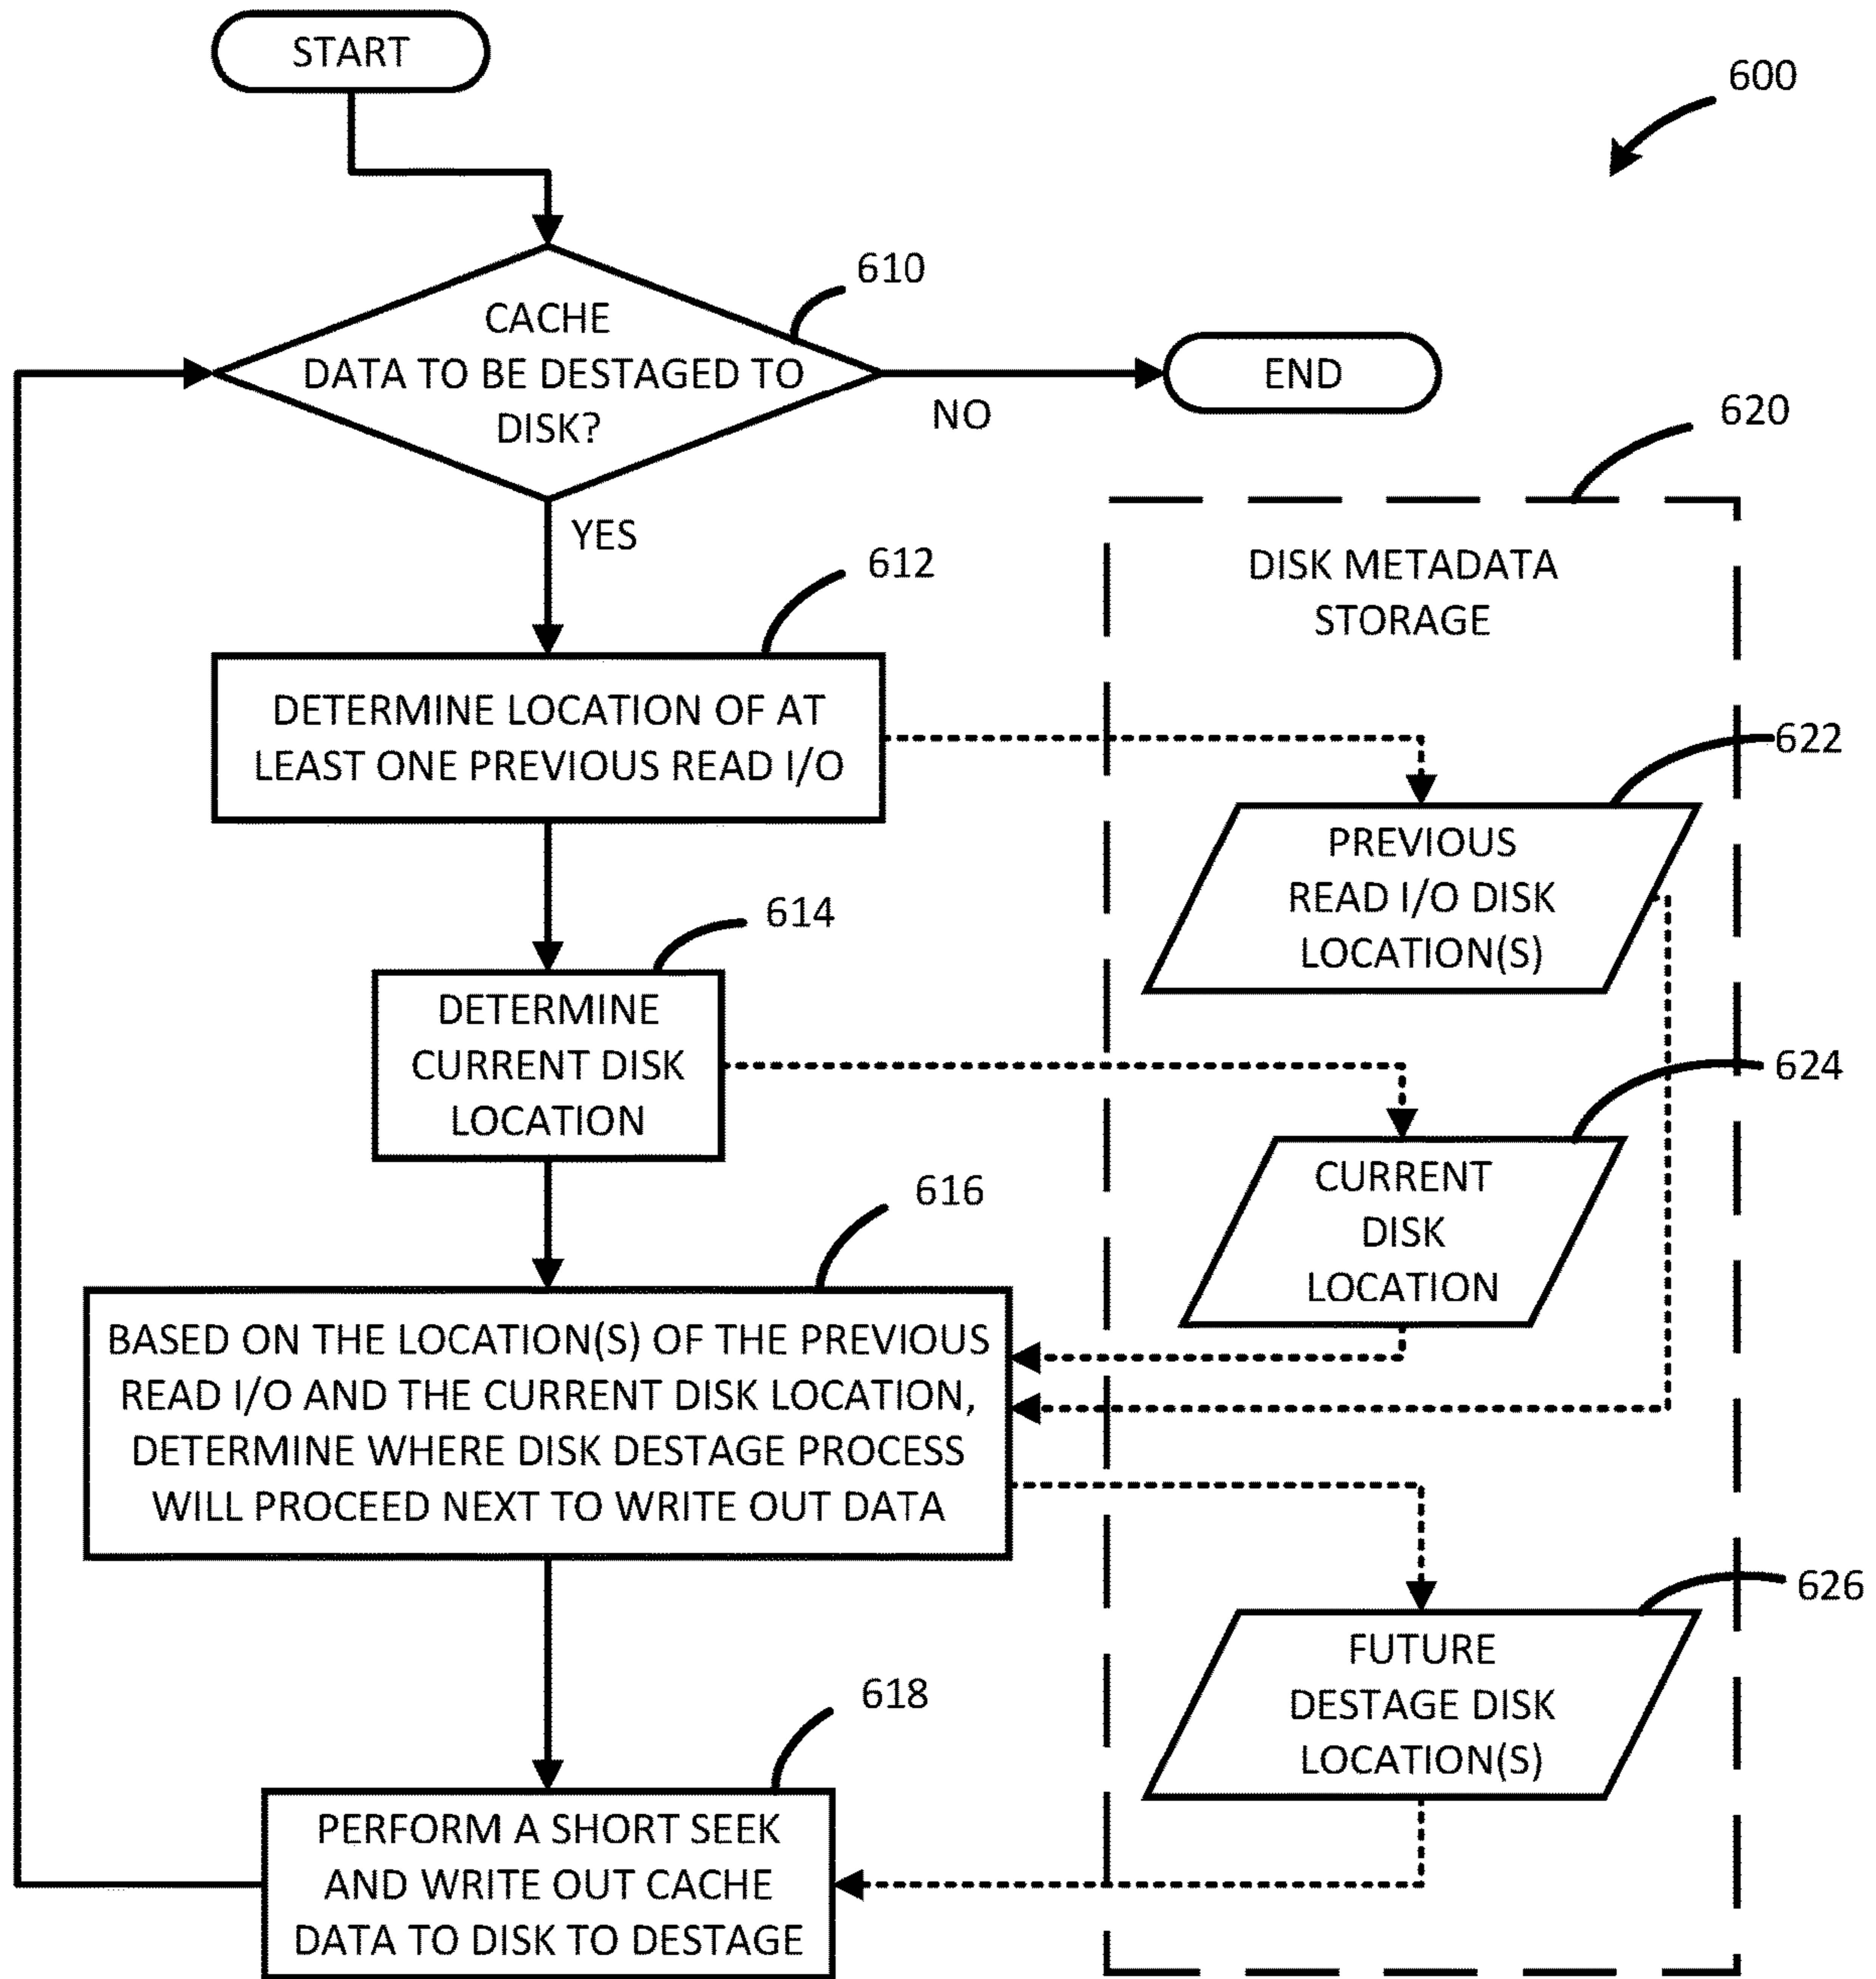 START
600
610
CACHE
DATA TO BE DESTAGED TO
DISK?
NO
END
YES
620
DISK METADATA
STORAGE
612
DETERMINE LOCATION OF AT
LEAST ONE PREVIOUS READ I/O
622
PREVIOUS
READ I/O DISK
LOCATION(S)
614
DETERMINE
CURRENT DISK
LOCATION
624
CURRENT
DISK
LOCATION
616
BASED ON THE LOCATION(S) OF THE PREVIOUS
READ I/O AND THE CURRENT DISK LOCATION,
DETERMINE WHERE DISK DESTAGE PROCESS
WILL PROCEED NEXT TO WRITE OUT DATA
626
FUTURE
DESTAGE DISK
LOCATION(S)
618
PERFORM A SHORT SEEK
AND WRITE OUT CACHE
DATA TO DISK TO DESTAGE